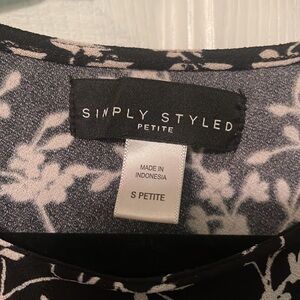 SIMPLY STYLED
PETITE
MADE IN
INDONESIA
S PETITE